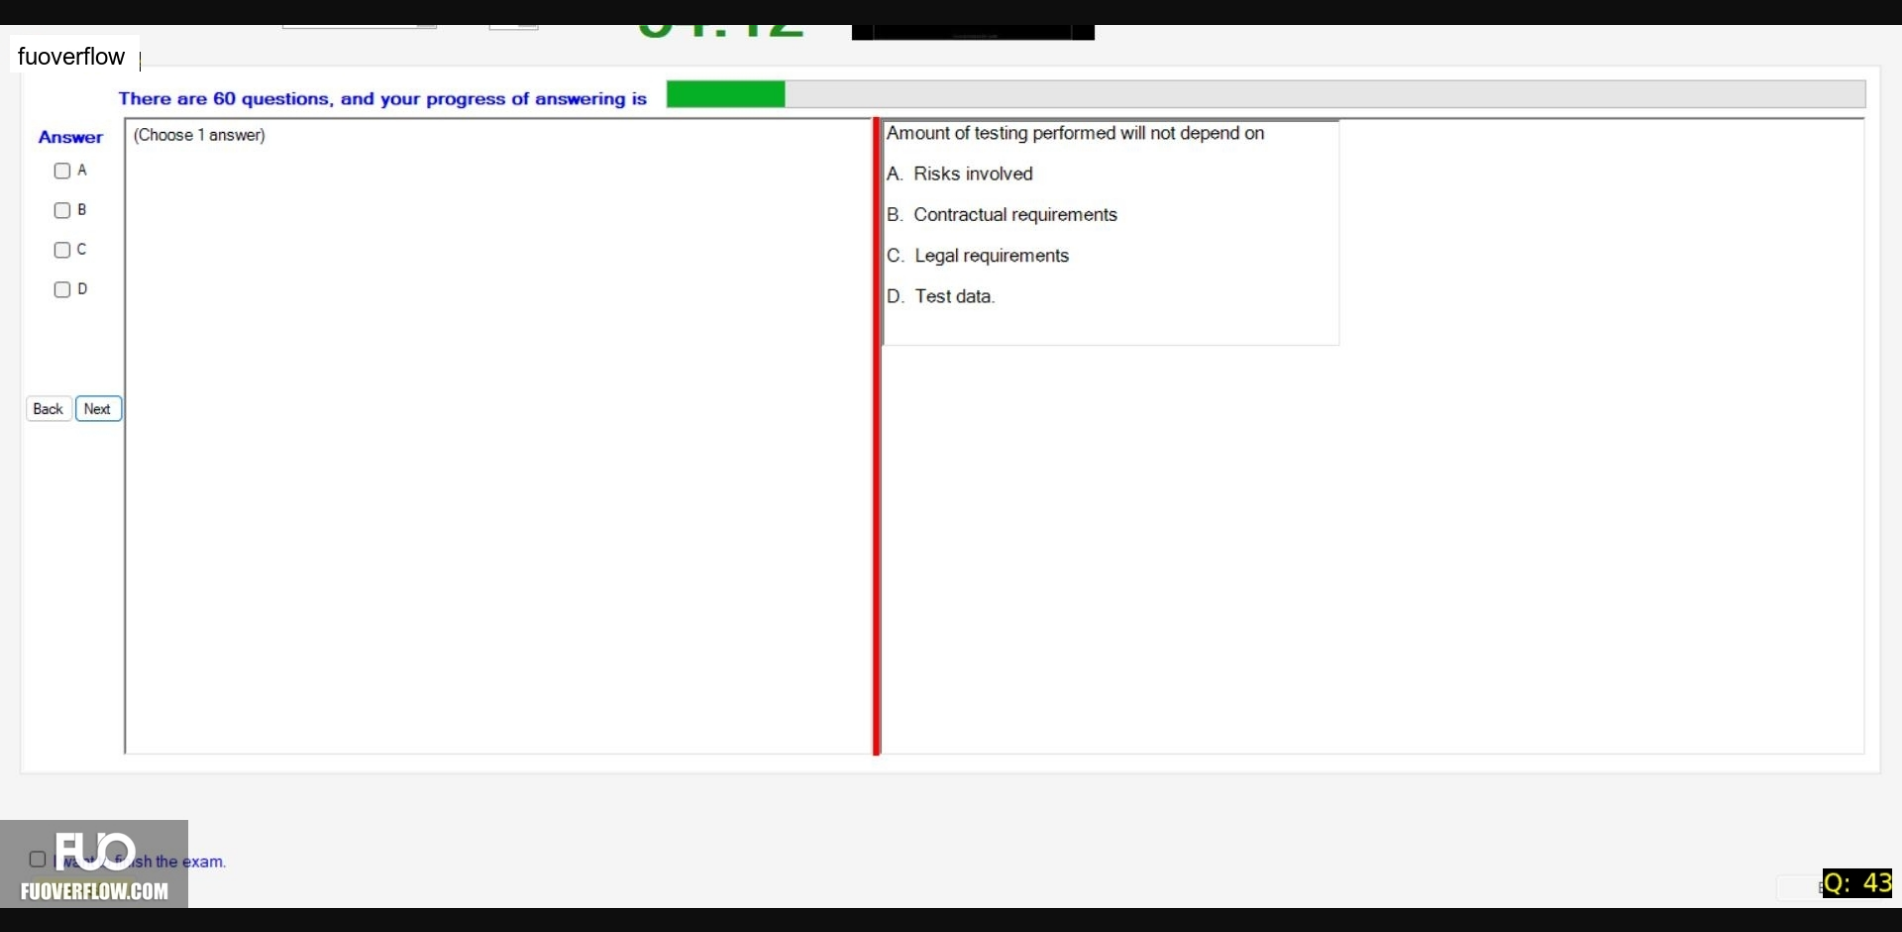 fuoverflow
There are 60 questions, and your progress of answering is
Answer
(Choose 1 answer)
A
B
C
D
Back Next
Amount of testing performed will not depend on
A. Risks involved
B. Contractual requirements
C. Legal requirements
D. Test data.
the exam.
FUO
FUOVERFLOW.COM
Q: 43